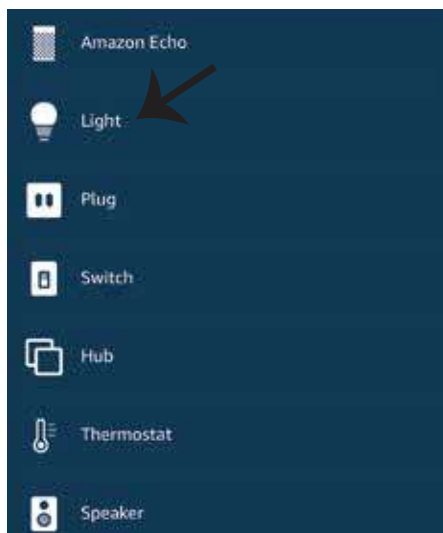 Amazon Echo
Light
Plug
Switch
Hub
Thermostat
Speaker